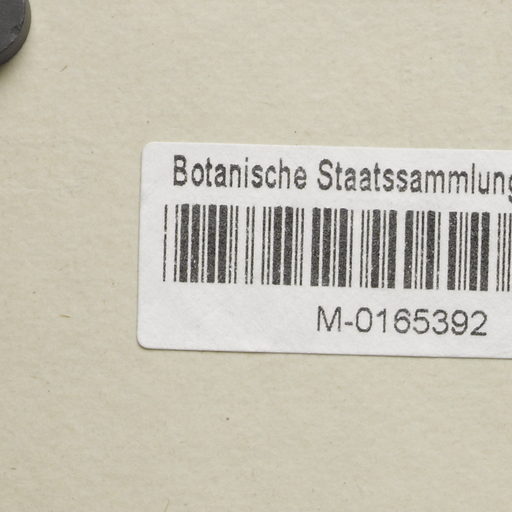 Botanische Staatssammlung
M-0165392